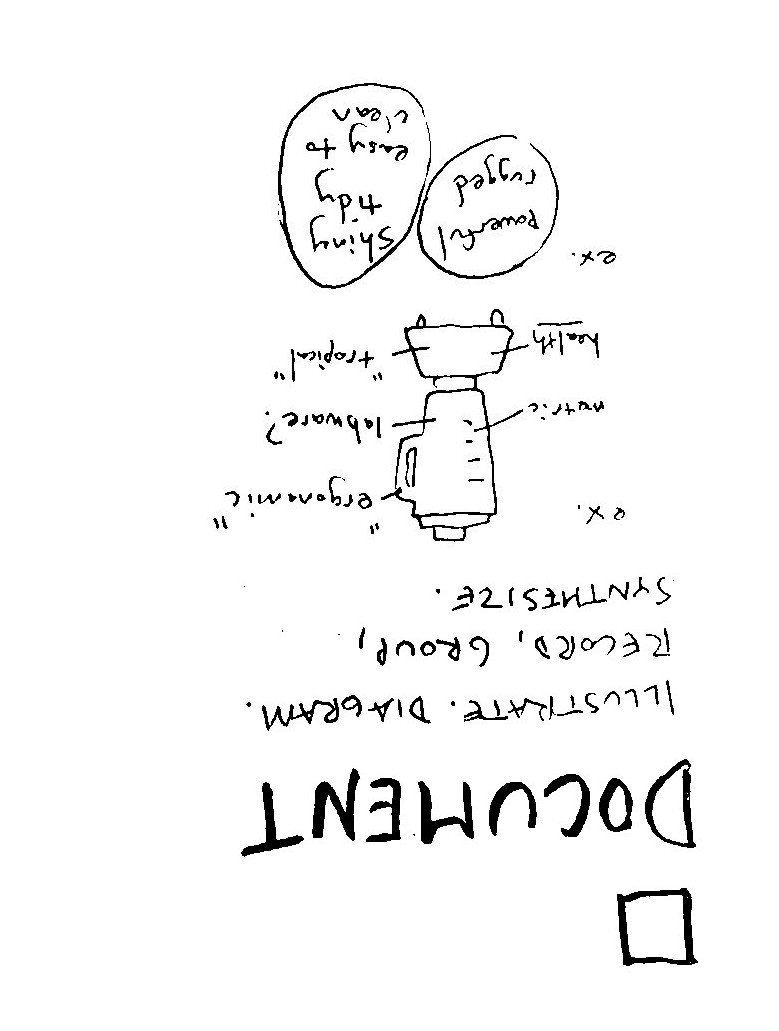 DOCUMENT
ILLUSTRATE. DIAGRAM.
RECORD, GROUP,
SYNTHESIZE.
ex.
"ergonomic"
metric
labware?
health
"tropical"
ex.
powerful
rugged
shiny
tidy
easy to
clean